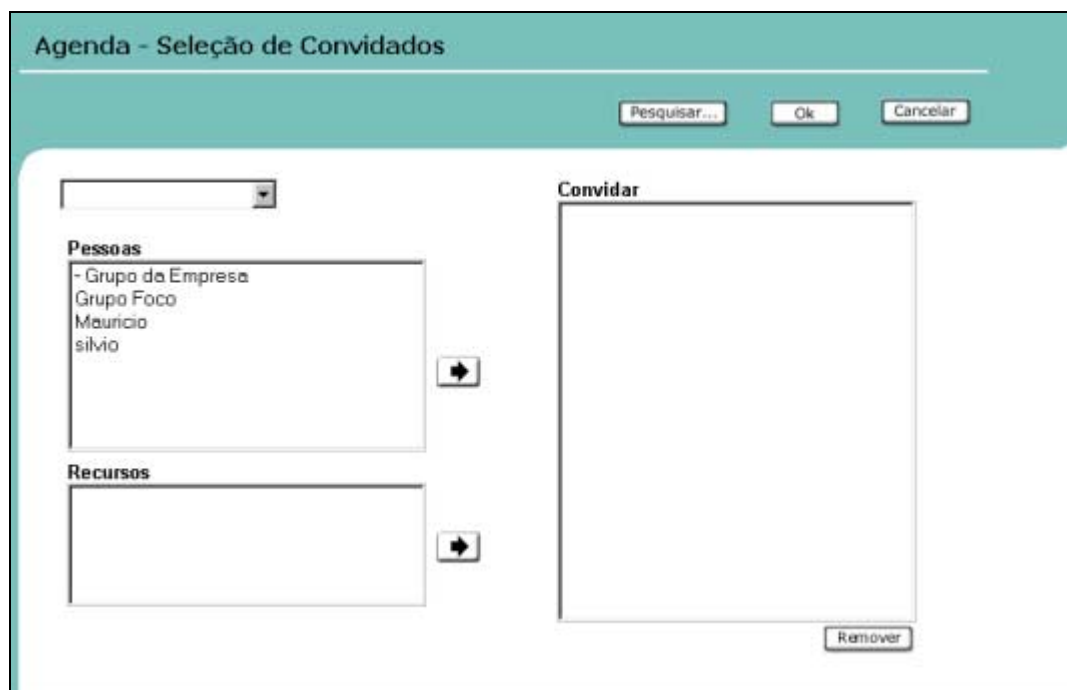 Agenda - Seleção de Convidados
Pesquisar...
Ok
Cancelar
Convidar
Pessoas
- Grupo da Empresa
Grupo Foco
Mauricio
silvio
Recursos
Remover